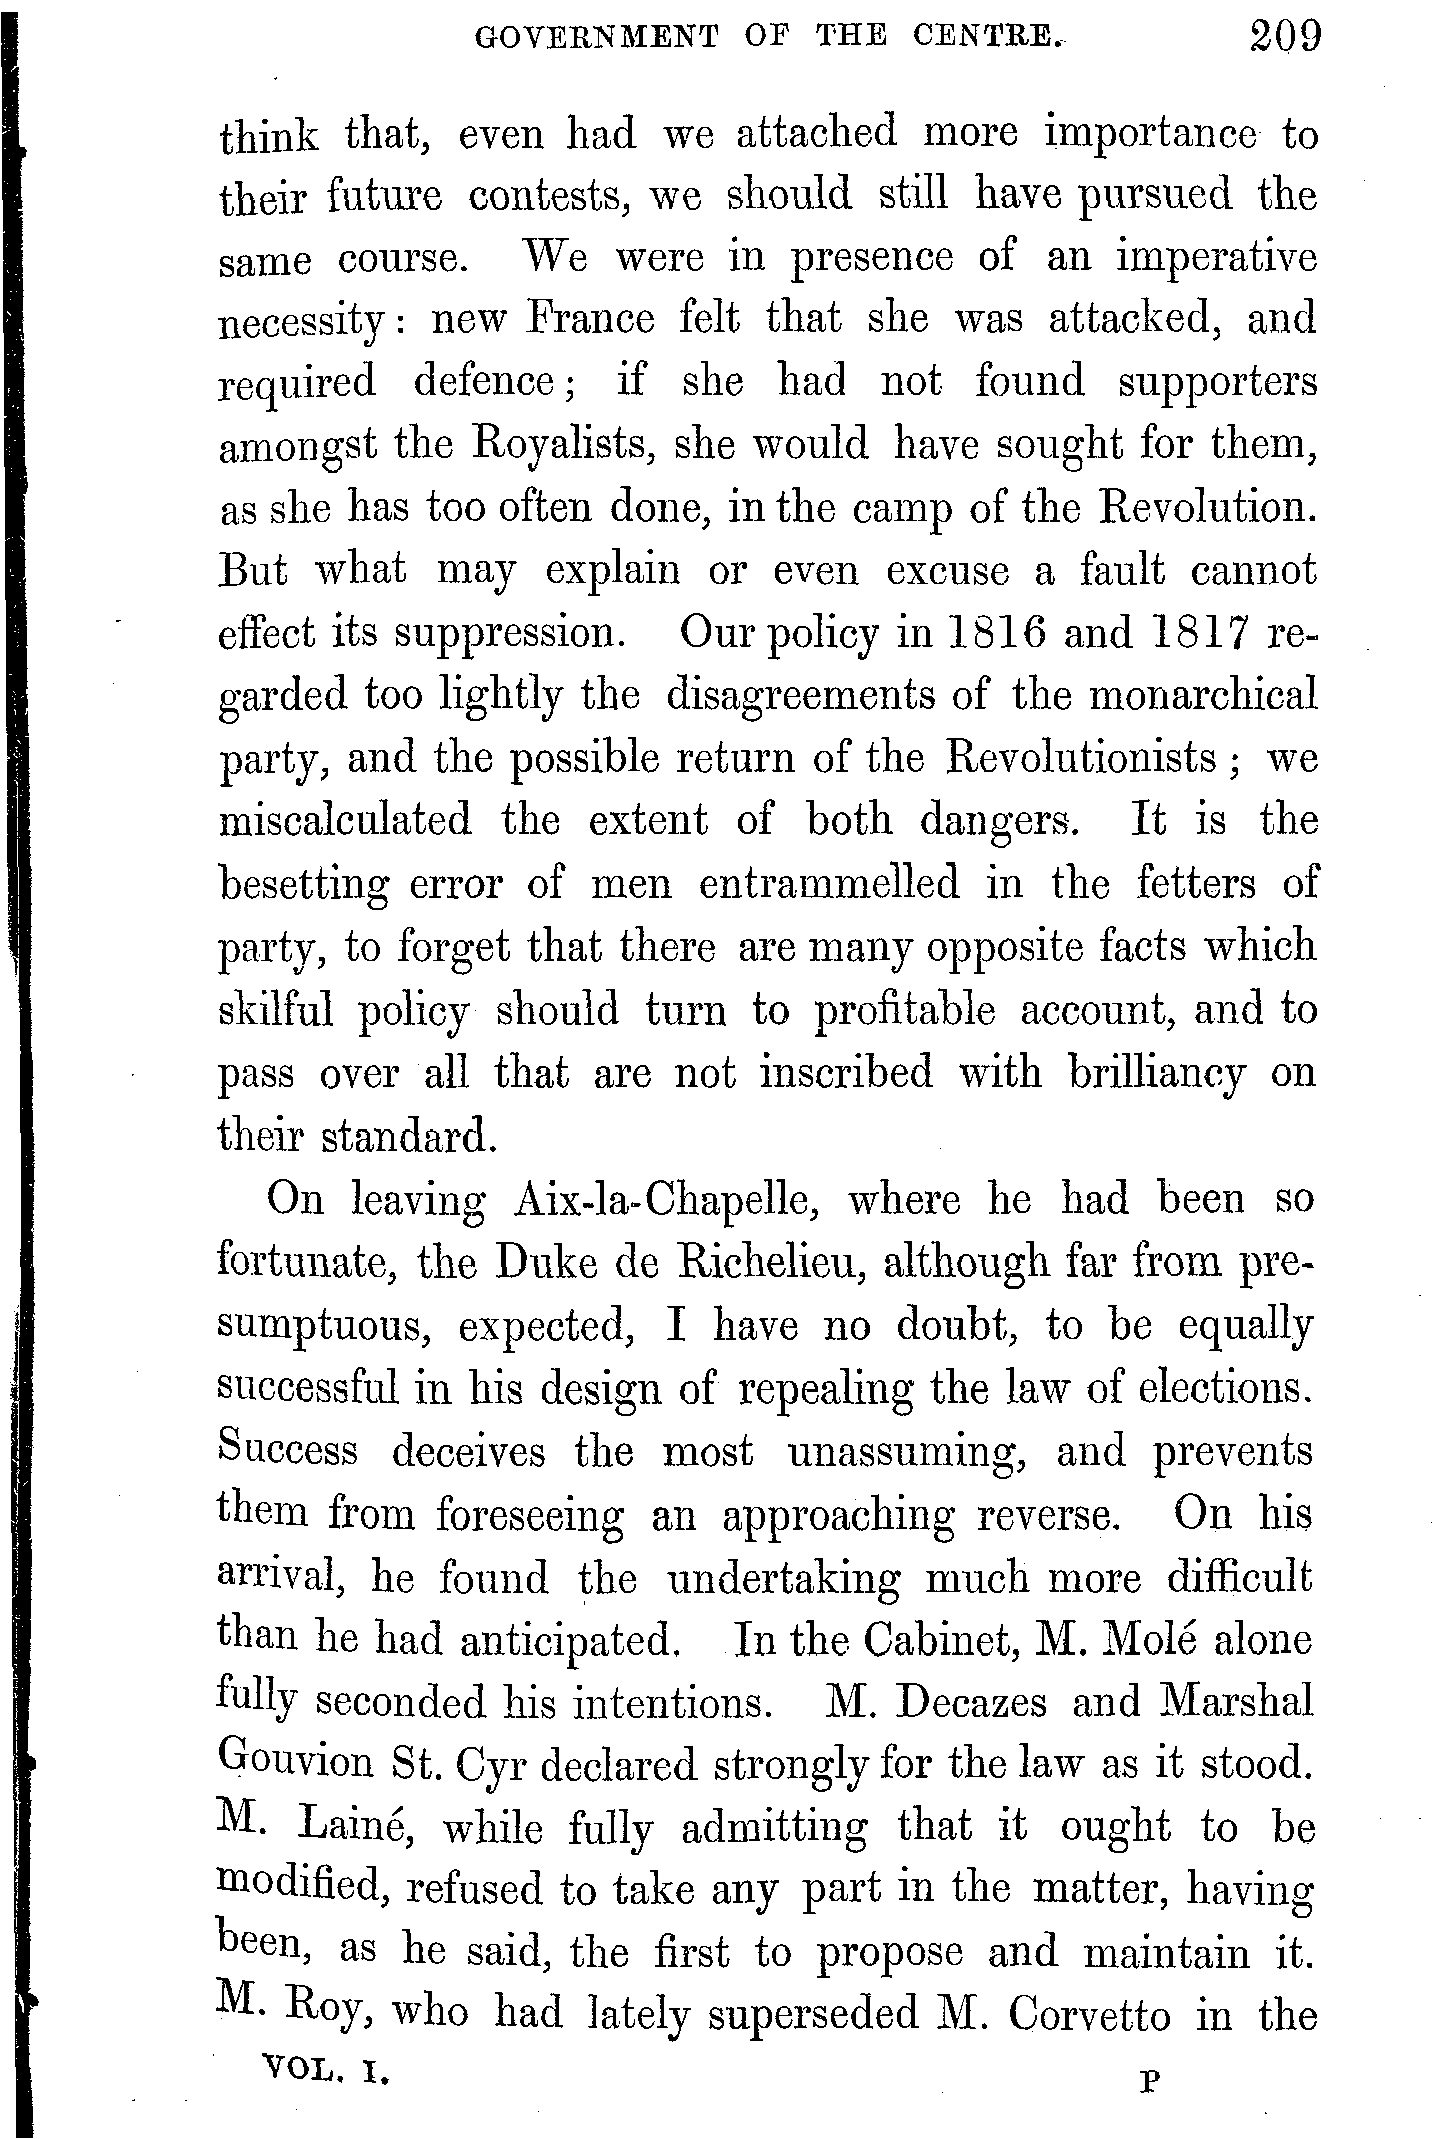 GOVERNMENT OF THE CENTRE. 209
think that, even had we attached more importance to
their future contests, we should still have pursued the
same course. We were in presence of an imperative
necessity: new France felt that she was attacked, and
required defence; if she had not found supporters
amongst the Royalists, she would have sought for them,
as she has too often done, in the camp of the Revolution.
But what may explain or even excuse a fault cannot
effect its suppression. Our policy in 1816 and 1817 re-
garded too lightly the disagreements of the monarchical
party, and the possible return of the Revolutionists; we
miscalculated the extent of both dangers. It is the
besetting error of men entrammelled in the fetters of
party, to forget that there are many opposite facts which
skilful policy should turn to profitable account, and to
pass over all that are not inscribed with brilliancy on
their standard.
On leaving Aix-la-Chapelle, where he had been so
fortunate, the Duke de Richelieu, although far from pre-
sumptuous, expected, I have no doubt, to be equally
successful in his design of repealing the law of elections.
Success deceives the most unassuming, and prevents
them from foreseeing an approaching reverse. On his
arrival, he found the undertaking much more difficult
than he had anticipated. In the Cabinet, M. Molé alone
fully seconded his intentions. M. Decazes and Marshal
Gouvion St. Cyr declared strongly for the law as it stood.
M. Lainé, while fully admitting that it ought to be
modified, refused to take any part in the matter, having
been, as he said, the first to propose and maintain it.
M. Roy, who had lately superseded M. Corvetto in the
VOL. I. P